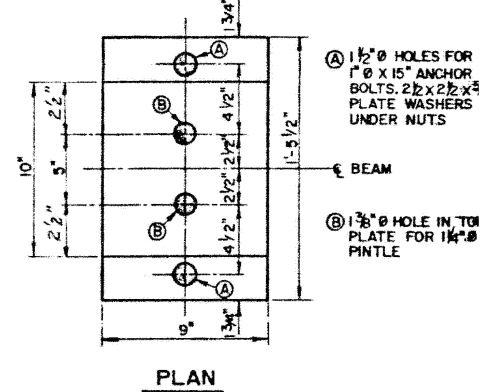 1 3/4"
A
Ⓐ 1 1/2" Ø HOLES FOR
1" Ø X 15" ANCHOR
BOLTS. 2 1/2 x 2 1/2 x
PLATE WASHERS
UNDER NUTS
2 1/2"
B
4 1/2"
10"
5"
2 1/2"
1'-5 1/2"
℄ BEAM
2 1/2"
2 1/2"
B
4 1/2"
Ⓑ 1 3/8" Ø HOLE IN
PLATE FOR 1 1/4" Ø
PINTLE
A
9"
1 3/4"
PLAN